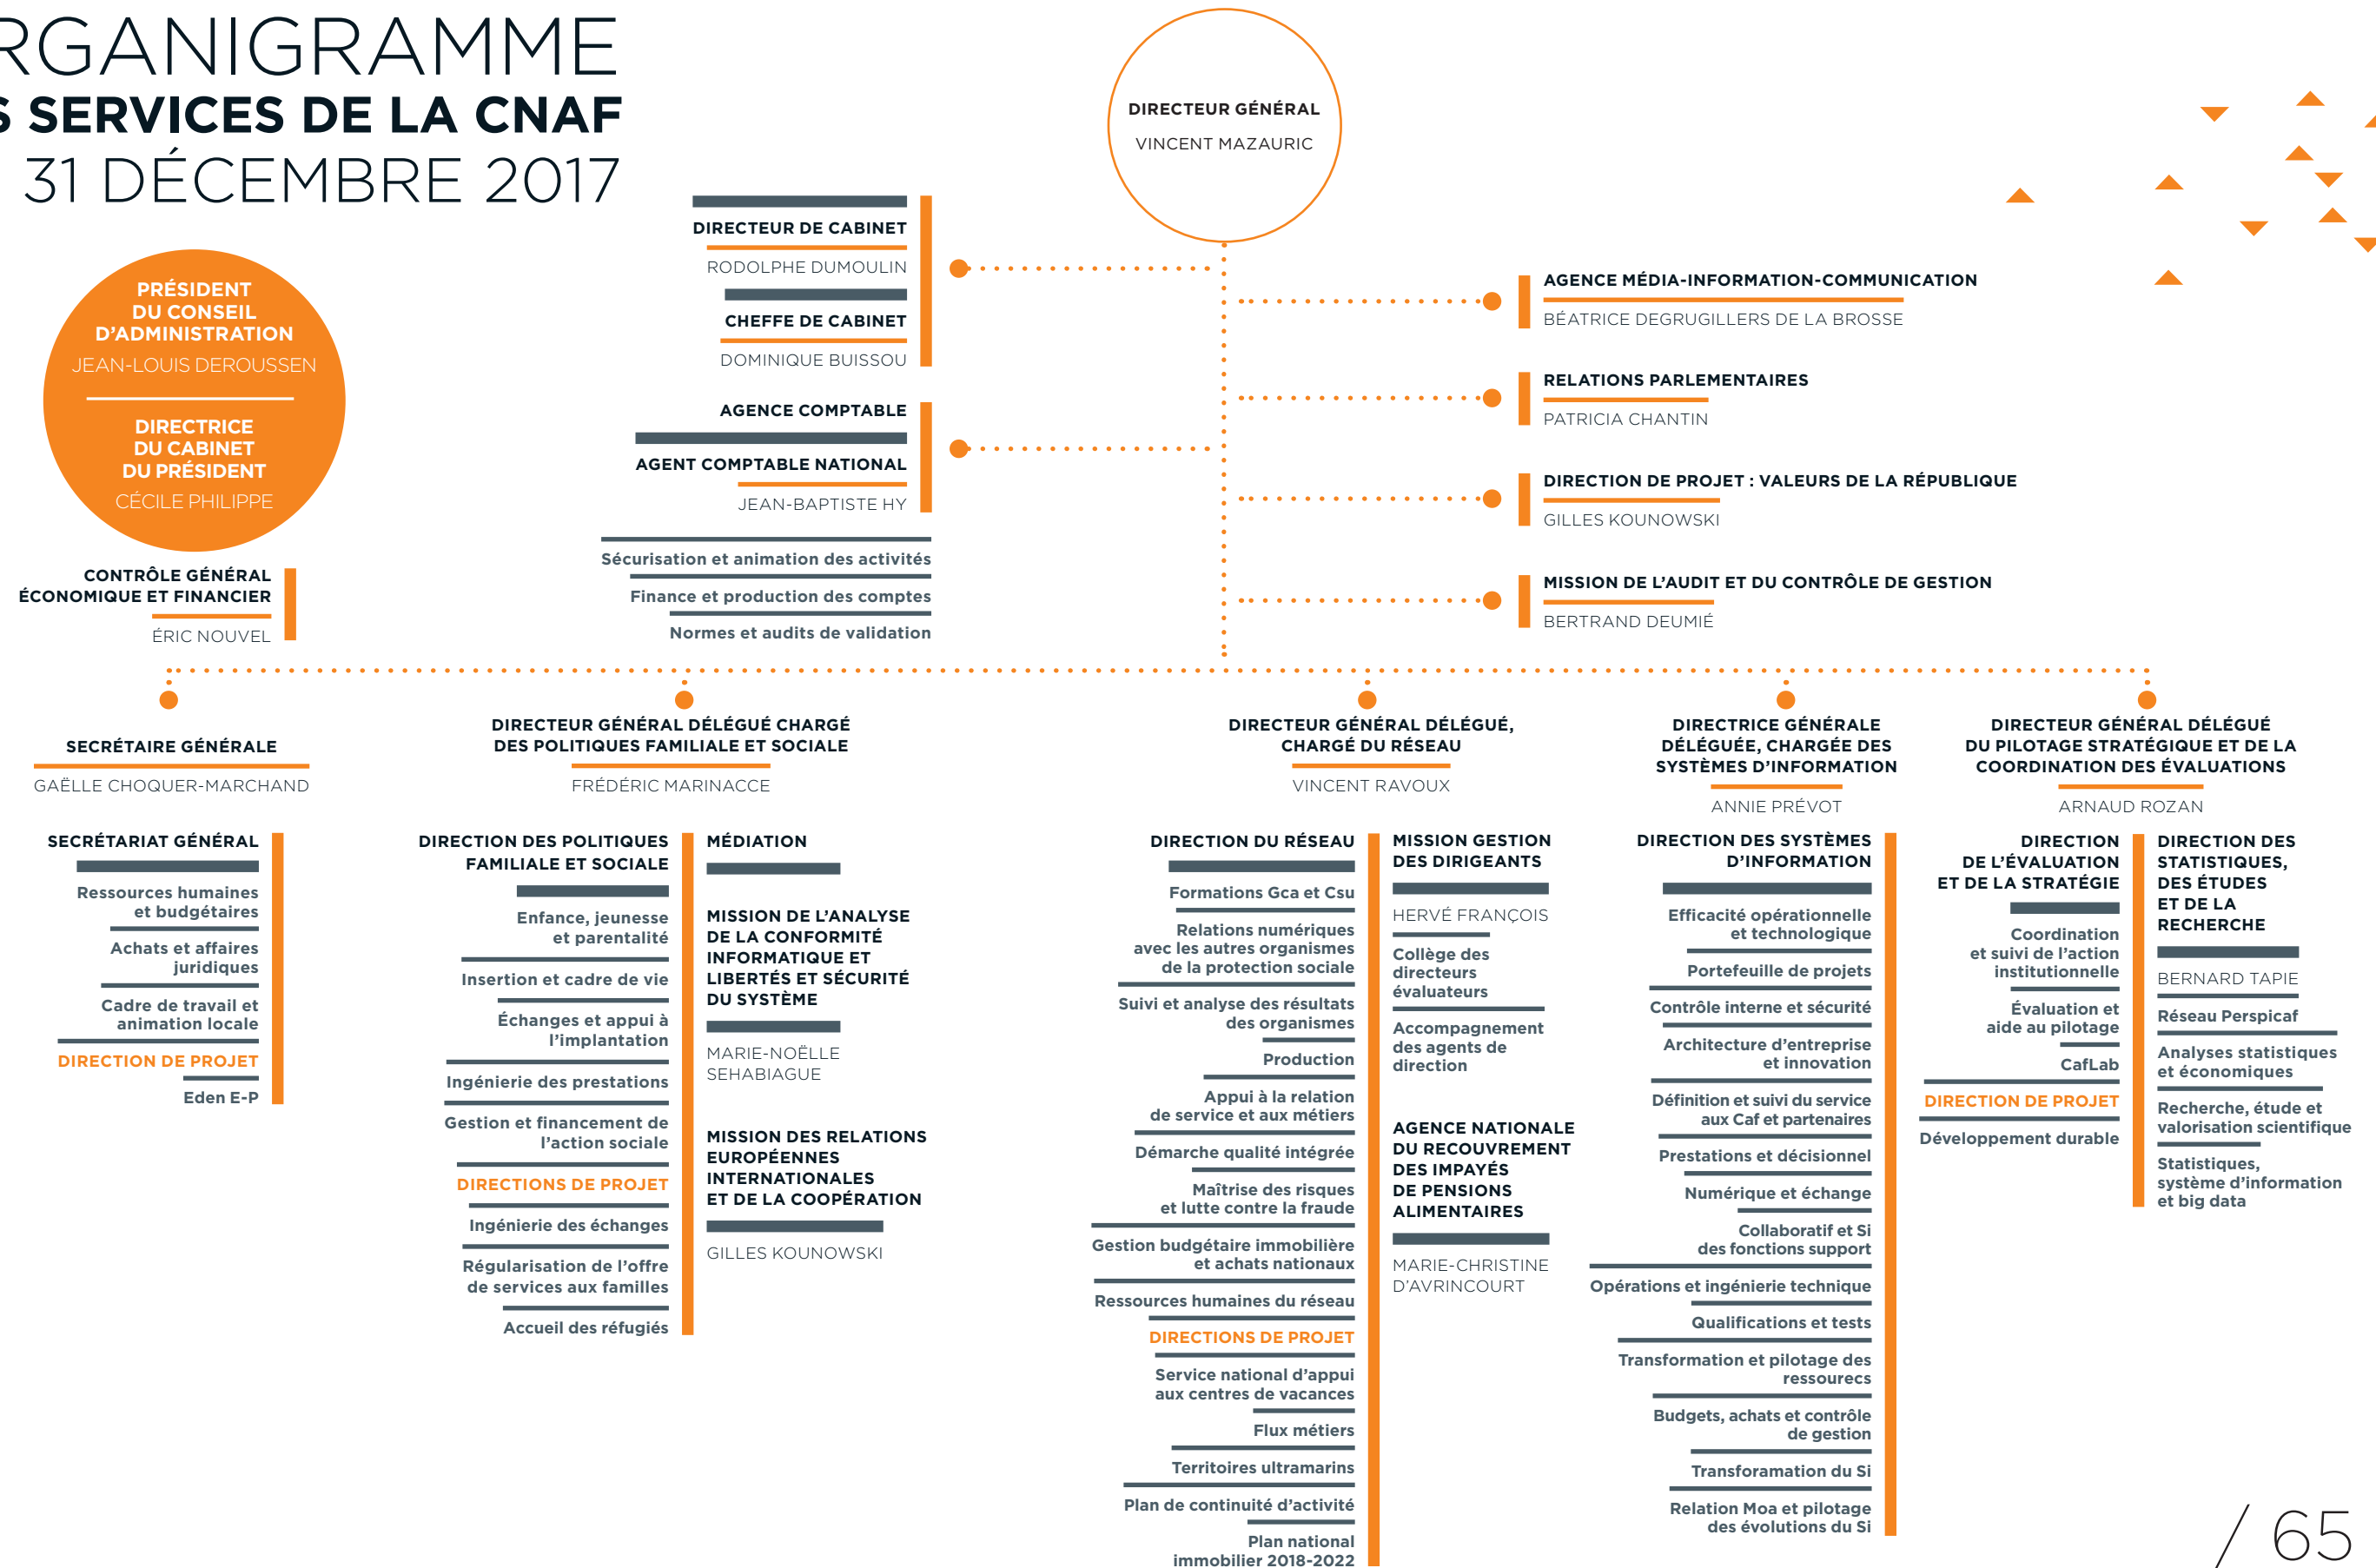 RGANIGRAMME
S SERVICES DE LA CNAF
31 DÉCEMBRE 2017
DIRECTEUR GÉNÉRAL
VINCENT MAZAURIC
PRÉSIDENT
DU CONSEIL
D'ADMINISTRATION
JEAN-LOUIS DEROUSSEN
DIRECTRICE
DU CABINET
DU PRÉSIDENT
CÉCILE PHILIPPE
CONTRÔLE GÉNÉRAL
ÉCONOMIQUE ET FINANCIER
ÉRIC NOUVEL
DIRECTEUR DE CABINET
RODOLPHE DUMOULIN
CHEFFE DE CABINET
DOMINIQUE BUISSOU
AGENCE COMPTABLE
AGENT COMPTABLE NATIONAL
JEAN-BAPTISTE HY
Sécurisation et animation des activités
Finance et production des comptes
Normes et audits de validation
AGENCE MÉDIA-INFORMATION-COMMUNICATION
BÉATRICE DEGRUGILLERS DE LA BROSSE
RELATIONS PARLEMENTAIRES
PATRICIA CHANTIN
DIRECTION DE PROJET : VALEURS DE LA RÉPUBLIQUE
GILLES KOUNOWSKI
MISSION DE L'AUDIT ET DU CONTRÔLE DE GESTION
BERTRAND DEUMIÉ
SECRÉTAIRE GÉNÉRALE
GAËLLE CHOQUER-MARCHAND
SECRÉTARIAT GÉNÉRAL
Ressources humaines
et budgétaires
Achats et affaires
juridiques
Cadre de travail et
animation locale
DIRECTION DE PROJET
Eden E-P
DIRECTEUR GÉNÉRAL DÉLÉGUÉ CHARGÉ
DES POLITIQUES FAMILIALE ET SOCIALE
FRÉDÉRIC MARINACCE
DIRECTION DES POLITIQUES
FAMILIALE ET SOCIALE
Enfance, jeunesse
et parentalité
Insertion et cadre de vie
Échanges et appui à
l'implantation
Ingénierie des prestations
Gestion et financement de
l'action sociale
DIRECTIONS DE PROJET
Ingénierie des échanges
Régularisation de l'offre
de services aux familles
Accueil des réfugiés
MÉDIATION
MISSION DE L'ANALYSE
DE LA CONFORMITÉ
INFORMATIQUE ET
LIBERTÉS ET SÉCURITÉ
DU SYSTÈME
MARIE-NOËLLE
SEHABIAGUE
MISSION DES RELATIONS
EUROPÉENNES
INTERNATIONALES
ET DE LA COOPÉRATION
GILLES KOUNOWSKI
DIRECTEUR GÉNÉRAL DÉLÉGUÉ,
CHARGÉ DU RÉSEAU
VINCENT RAVOUX
DIRECTION DU RÉSEAU
Formations Gca et Csu
Relations numériques
avec les autres organismes
de la protection sociale
Suivi et analyse des résultats
des organismes
Production
Appui à la relation
de service et aux métiers
Démarche qualité intégrée
Maîtrise des risques
et lutte contre la fraude
Gestion budgétaire immobilière
et achats nationaux
Ressources humaines du réseau
DIRECTIONS DE PROJET
Service national d'appui
aux centres de vacances
Flux métiers
Territoires ultramarins
Plan de continuité d'activité
Plan national
immobilier 2018-2022
MISSION GESTION
DES DIRIGEANTS
HERVÉ FRANÇOIS
Collège des
directeurs
évaluateurs
Accompagnement
des agents de
direction
AGENCE NATIONALE
DU RECOUVREMENT
DES IMPAYÉS
DE PENSIONS
ALIMENTAIRES
MARIE-CHRISTINE
D'AVRINCOURT
DIRECTRICE GÉNÉRALE
DÉLÉGUÉE, CHARGÉE DES
SYSTÈMES D'INFORMATION
ANNIE PRÉVOT
DIRECTION DES SYSTÈMES
D'INFORMATION
Efficacité opérationnelle
et technologique
Portefeuille de projets
Contrôle interne et sécurité
Architecture d'entreprise
et innovation
Définition et suivi du service
aux Caf et partenaires
Prestations et décisionnel
Numérique et échange
Collaboratif et Si
des fonctions support
Opérations et ingénierie technique
Qualifications et tests
Transformation et pilotage des
ressourecs
Budgets, achats et contrôle
de gestion
Transforamation du Si
Relation Moa et pilotage
des évolutions du Si
DIRECTEUR GÉNÉRAL DÉLÉGUÉ
DU PILOTAGE STRATÉGIQUE ET DE LA
COORDINATION DES ÉVALUATIONS
ARNAUD ROZAN
DIRECTION
DE L'ÉVALUATION
ET DE LA STRATÉGIE
Coordination
et suivi de l'action
institutionnelle
Évaluation et
aide au pilotage
CafLab
DIRECTION DE PROJET
Développement durable
DIRECTION DES
STATISTIQUES,
DES ÉTUDES
ET DE LA
RECHERCHE
BERNARD TAPIE
Réseau Perspicaf
Analyses statistiques
et économiques
Recherche, étude et
valorisation scientifique
Statistiques,
système d'information
et big data
/ 65